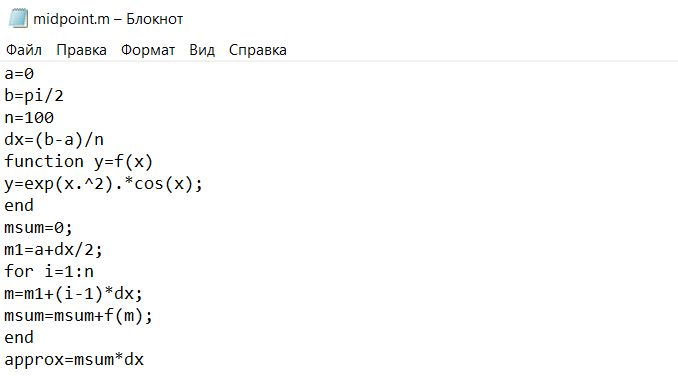 midpoint.m – Блокнот
Файл Правка Формат Вид Справка
a=0
b=pi/2
n=100
dx=(b-a)/n
function y=f(x)
y=exp(x.^2).*cos(x);
end
msum=0;
m1=a+dx/2;
for i=1:n
m=m1+(i-1)*dx;
msum=msum+f(m);
end
approx=msum*dx